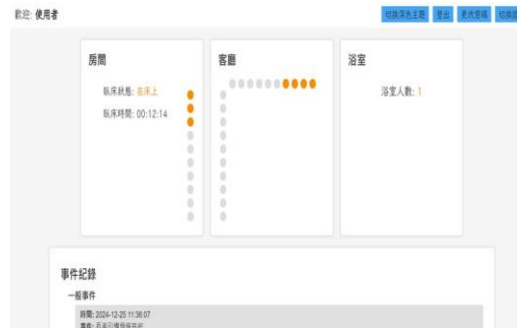 歡迎: 使用者
切換深色主題 登出 更改密碼
房間
臥床狀態: 在床上
臥床時間: 00:12:14
客廳
浴室
浴室人數: 1
事件紀錄
一般事件
時間: 2024-12-25 11:36:07